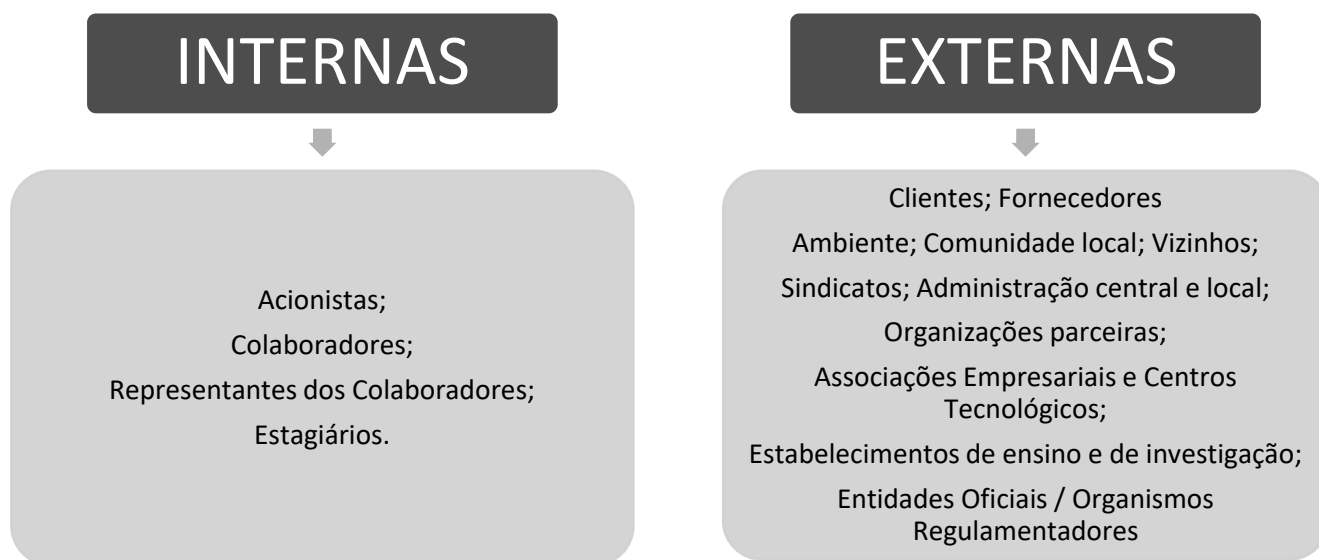 INTERNAS
Acionistas;
Colaboradores;
Representantes dos Colaboradores;
Estagiários.
EXTERNAS
Clientes; Fornecedores
Ambiente; Comunidade local; Vizinhos;
Sindicatos; Administração central e local;
Organizações parceiras;
Associações Empresariais e Centros
Tecnológicos;
Estabelecimentos de ensino e de investigação;
Entidades Oficiais / Organismos
Regulamentadores